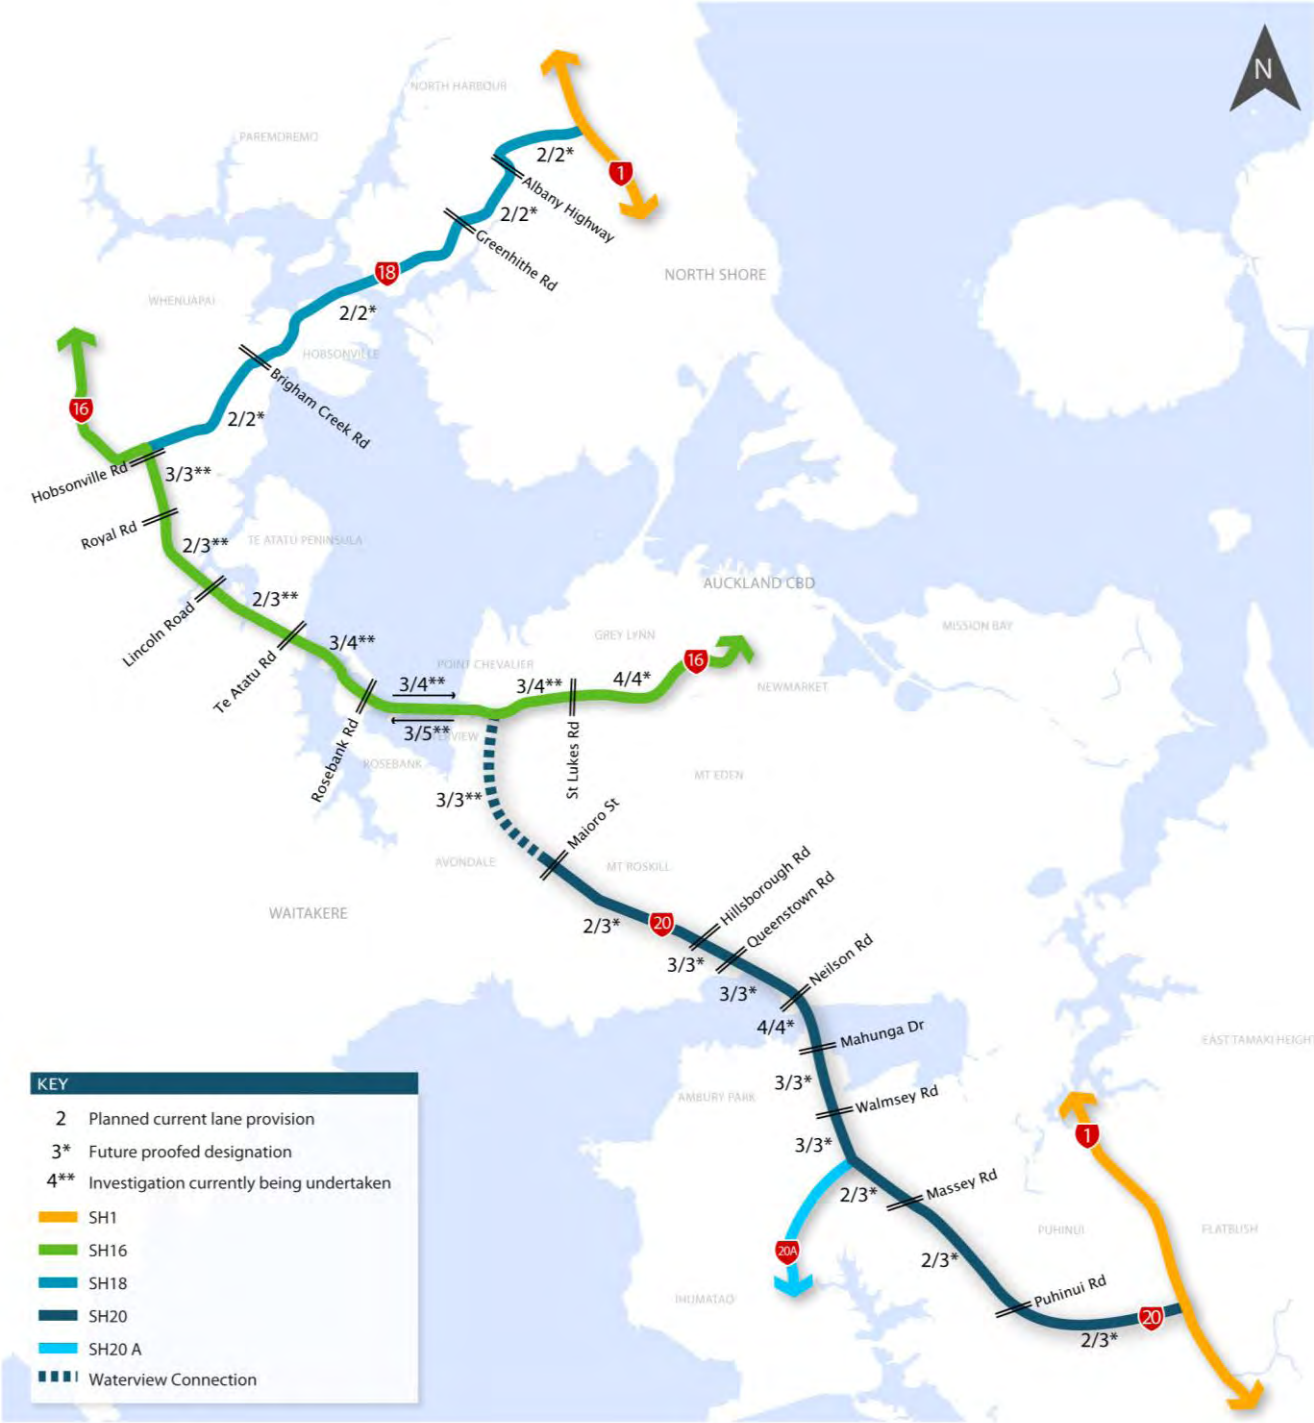 N
NORTH HARBOUR
PAREMOREMO
2/2*
1
Albany Highway
2/2*
Greenhithe Rd
18
NORTH SHORE
WHENUAPAI
2/2*
HOBSONVILLE
Brigham Creek Rd
16
2/2*
Hobsonville Rd
3/3**
Royal Rd
2/3**
TE ATATU PENINSULA
AUCKLAND CBD
Lincoln Road
2/3**
MISSION BAY
GREY LYNN
Te Atatu Rd
3/4**
POINT CHEVALIER
16
3/4**
3/4**
4/4*
NEWMARKET
3/5**
Rosebank Rd
ROSEBANK
St Lukes Rd
MT EDEN
3/3**
Maioro St
AVONDALE
MT ROSKILL
WAITAKERE
2/3*
20
Hillsborough Rd
Queenstown Rd
3/3*
3/3*
Neilson Rd
4/4*
Mahunga Dr
EAST TAMAKI HEIGHT
3/3*
AMBURY PARK
Walmsey Rd
1
3/3*
2/3*
Massey Rd
PUHINUI
FLATBUSH
20A
2/3*
IHUMATAO
Puhinui Rd
20
2/3*
KEY
2 Planned current lane provision
3* Future proofed designation
4** Investigation currently being undertaken
SH1
SH16
SH18
SH20
SH20 A
Waterview Connection